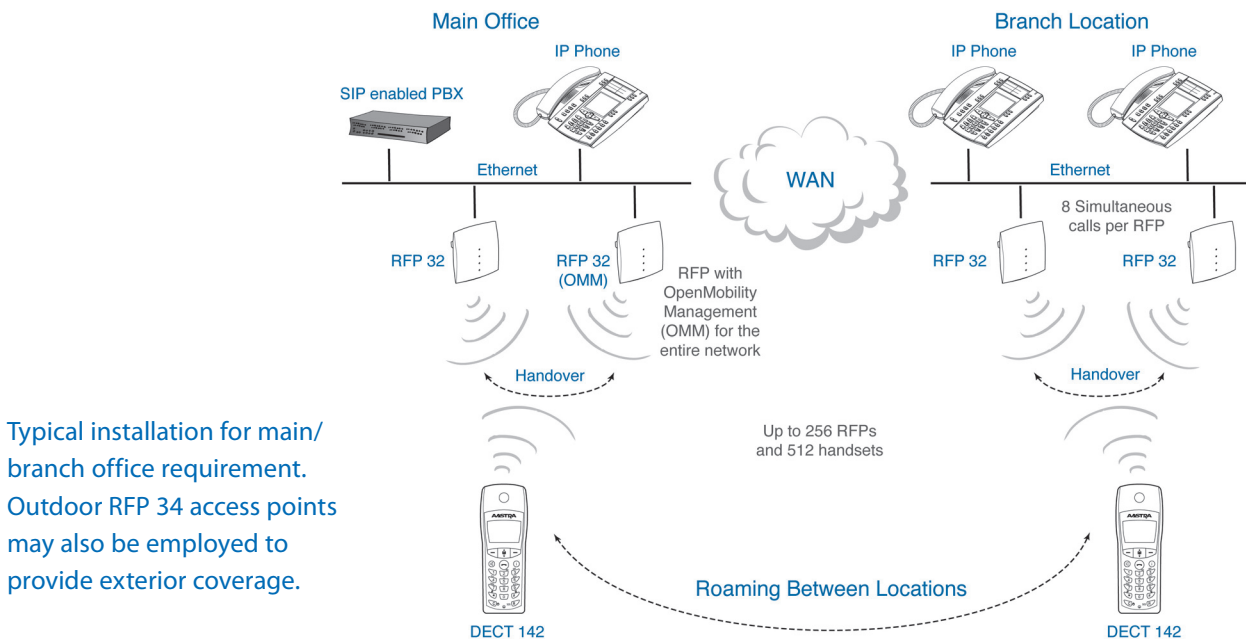 Main Office
Branch Location
IP Phone
IP Phone
IP Phone
SIP enabled PBX
WAN
Ethernet
Ethernet
8 Simultaneous
calls per RFP
RFP 32
RFP 32
(OMM)
RFP with
OpenMobility
Management
(OMM) for the
entire network
RFP 32
RFP 32
Handover
Handover
Typical installation for main/
branch office requirement.
Outdoor RFP 34 access points
may also be employed to
provide exterior coverage.
Up to 256 RFPs
and 512 handsets
AASTRA
AASTRA
Roaming Between Locations
DECT 142
DECT 142